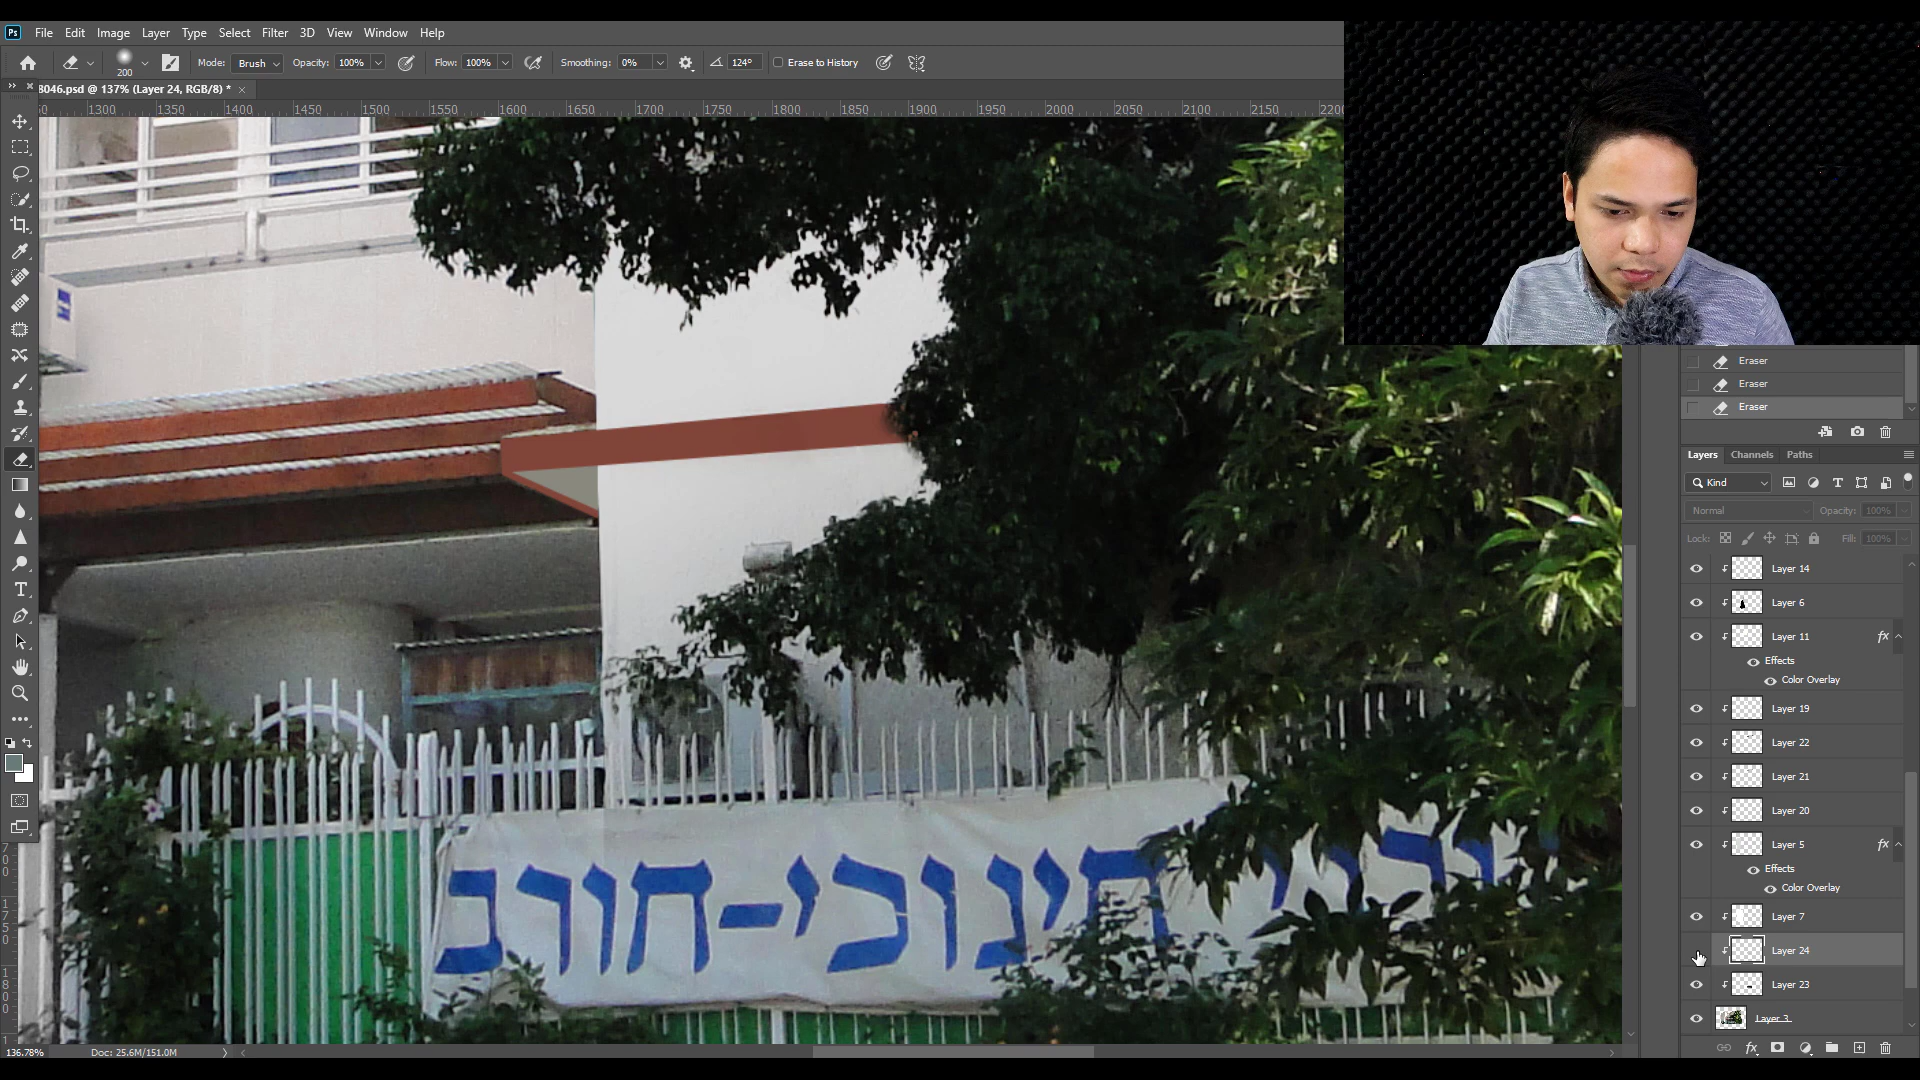 Ps File Edit Image Layer Type Select Filter 3D View Window Help
200 Mode: Brush Opacity: 100% Flow: 100% Smoothing: 0% 124° Erase to History
8046.psd @ 137% (Layer 24, RGB/8) *
1300 1350 1400 1450 1500 1550 1600 1650 1700 1750 1800 1850 1900 1950 2000 2050 2100 2150 2200
Eraser
Eraser
Eraser
Layers Channels Paths
Kind
Normal Opacity: 100%
Lock: Fill: 100%
Layer 14
Layer 6
Layer 11 fx
Effects
Color Overlay
Layer 19
Layer 22
Layer 21
Layer 20
Layer 5 fx
Effects
Color Overlay
Layer 7
Layer 24
Layer 23
Layer 3
חינוכי-חורב
136.78% Doc: 25.6M/151.0M